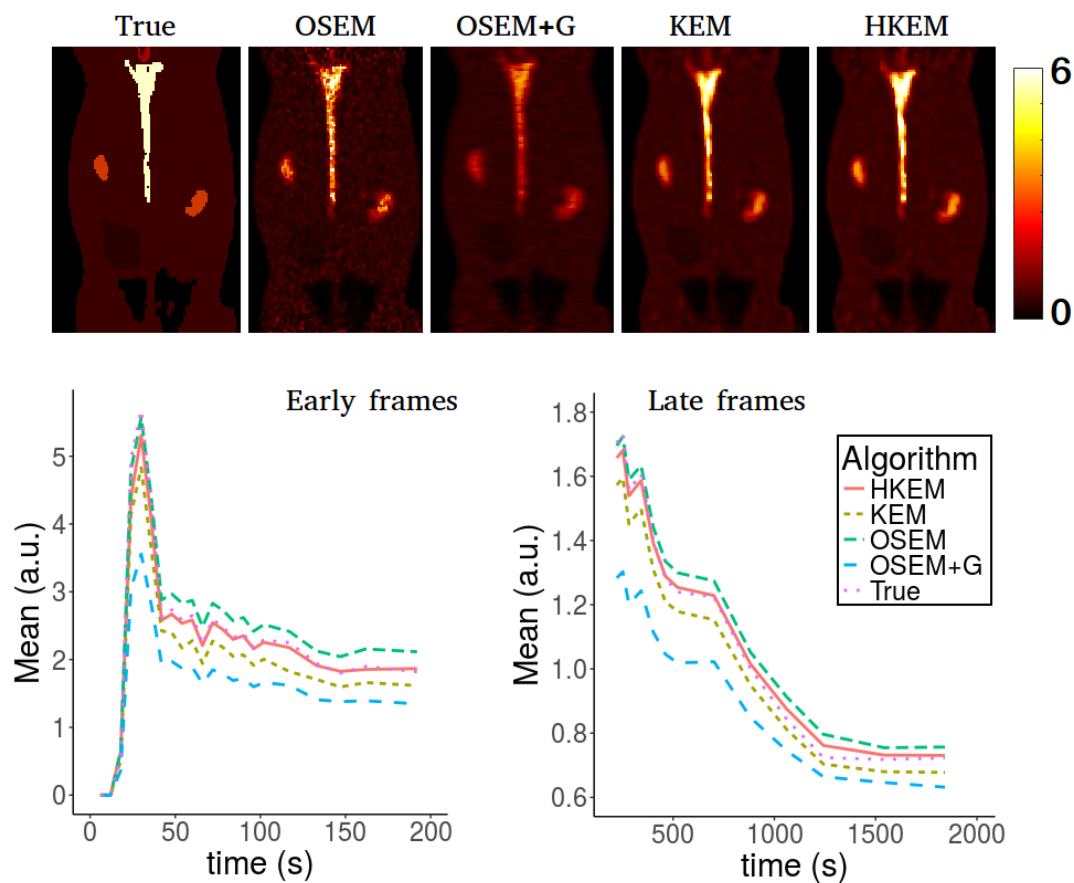 True OSEM OSEM+G KEM HKEM
6
0
Early frames
Late frames
Mean (a.u.)
5
4
3
2
1
0
0 50 100 150 200
time (s)
Mean (a.u.)
1.8
1.6
1.4
1.2
1.0
0.8
0.6
500 1000 1500 2000
time (s)
Algorithm
HKEM
KEM
OSEM
OSEM+G
True